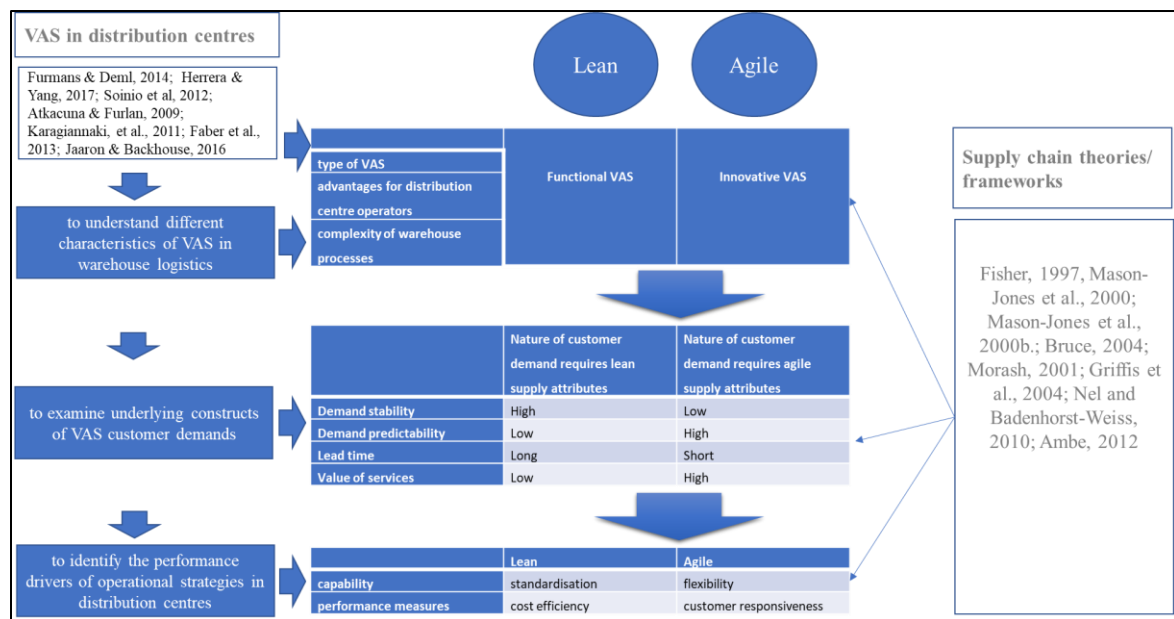 VAS in distribution centres
Furmans & Deml, 2014; Herrera &
Yang, 2017; Soinio et al, 2012;
Atkacuna & Furlan, 2009;
Karagiannaki, et al., 2011; Faber et al.,
2013; Jaaron & Backhouse, 2016
to understand different
characteristics of VAS in
warehouse logistics
to examine underlying constructs
of VAS customer demands
to identify the performance
drivers of operational strategies in
distribution centres
Lean
Agile
type of VAS
advantages for distribution
centre operators
complexity of warehouse
processes
Functional VAS
Innovative VAS
Nature of customer
demand requires lean
supply attributes
Nature of customer
demand requires agile
supply attributes
Demand stability High Low
Demand predictability Low High
Lead time Long Short
Value of services Low High
Lean Agile
capability standardisation flexibility
performance measures cost efficiency customer responsiveness
Supply chain theories/
frameworks
Fisher, 1997, Mason-
Jones et al., 2000;
Mason-Jones et al.,
2000b.; Bruce, 2004;
Morash, 2001; Griffis
et al., 2004; Nel and
Badenhorst-Weiss,
2010; Ambe, 2012